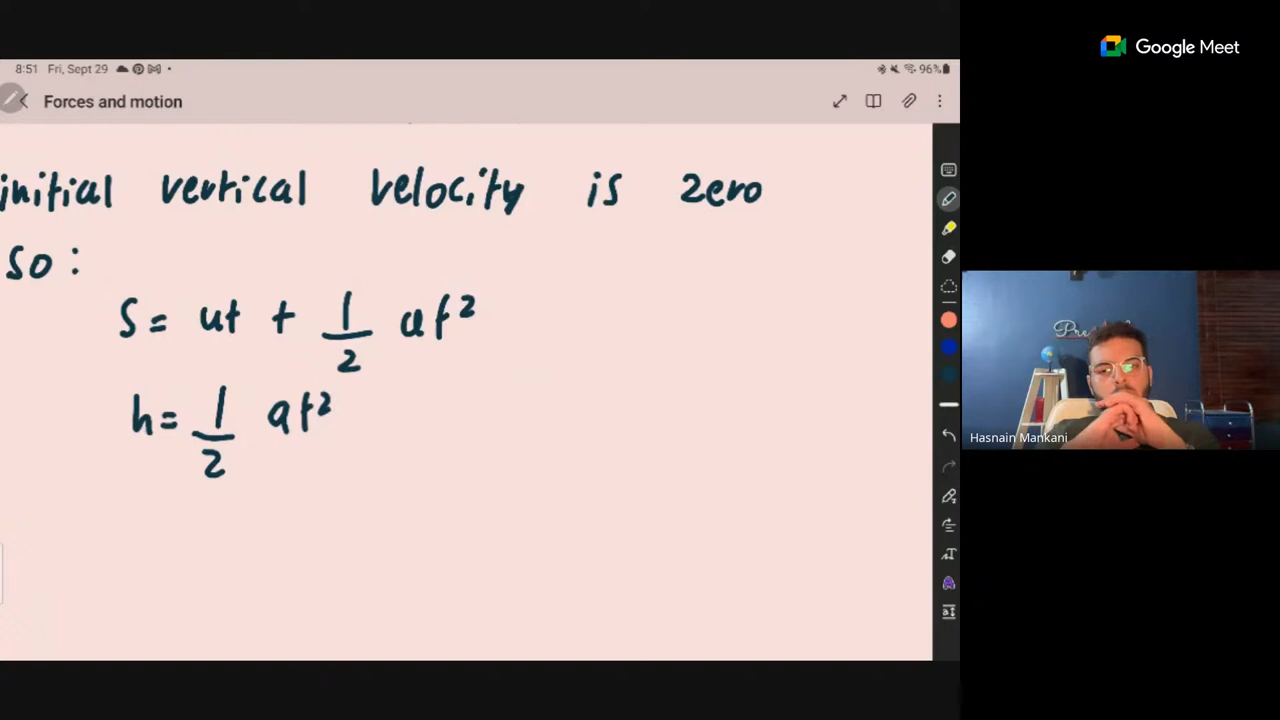 Google Meet
8:51 Fri, Sept 29
96%
Forces and motion
initial vertical velocity is zero
so:
S = ut + 1/2 at²
h = 1/2 at²
Hasnain Mankani